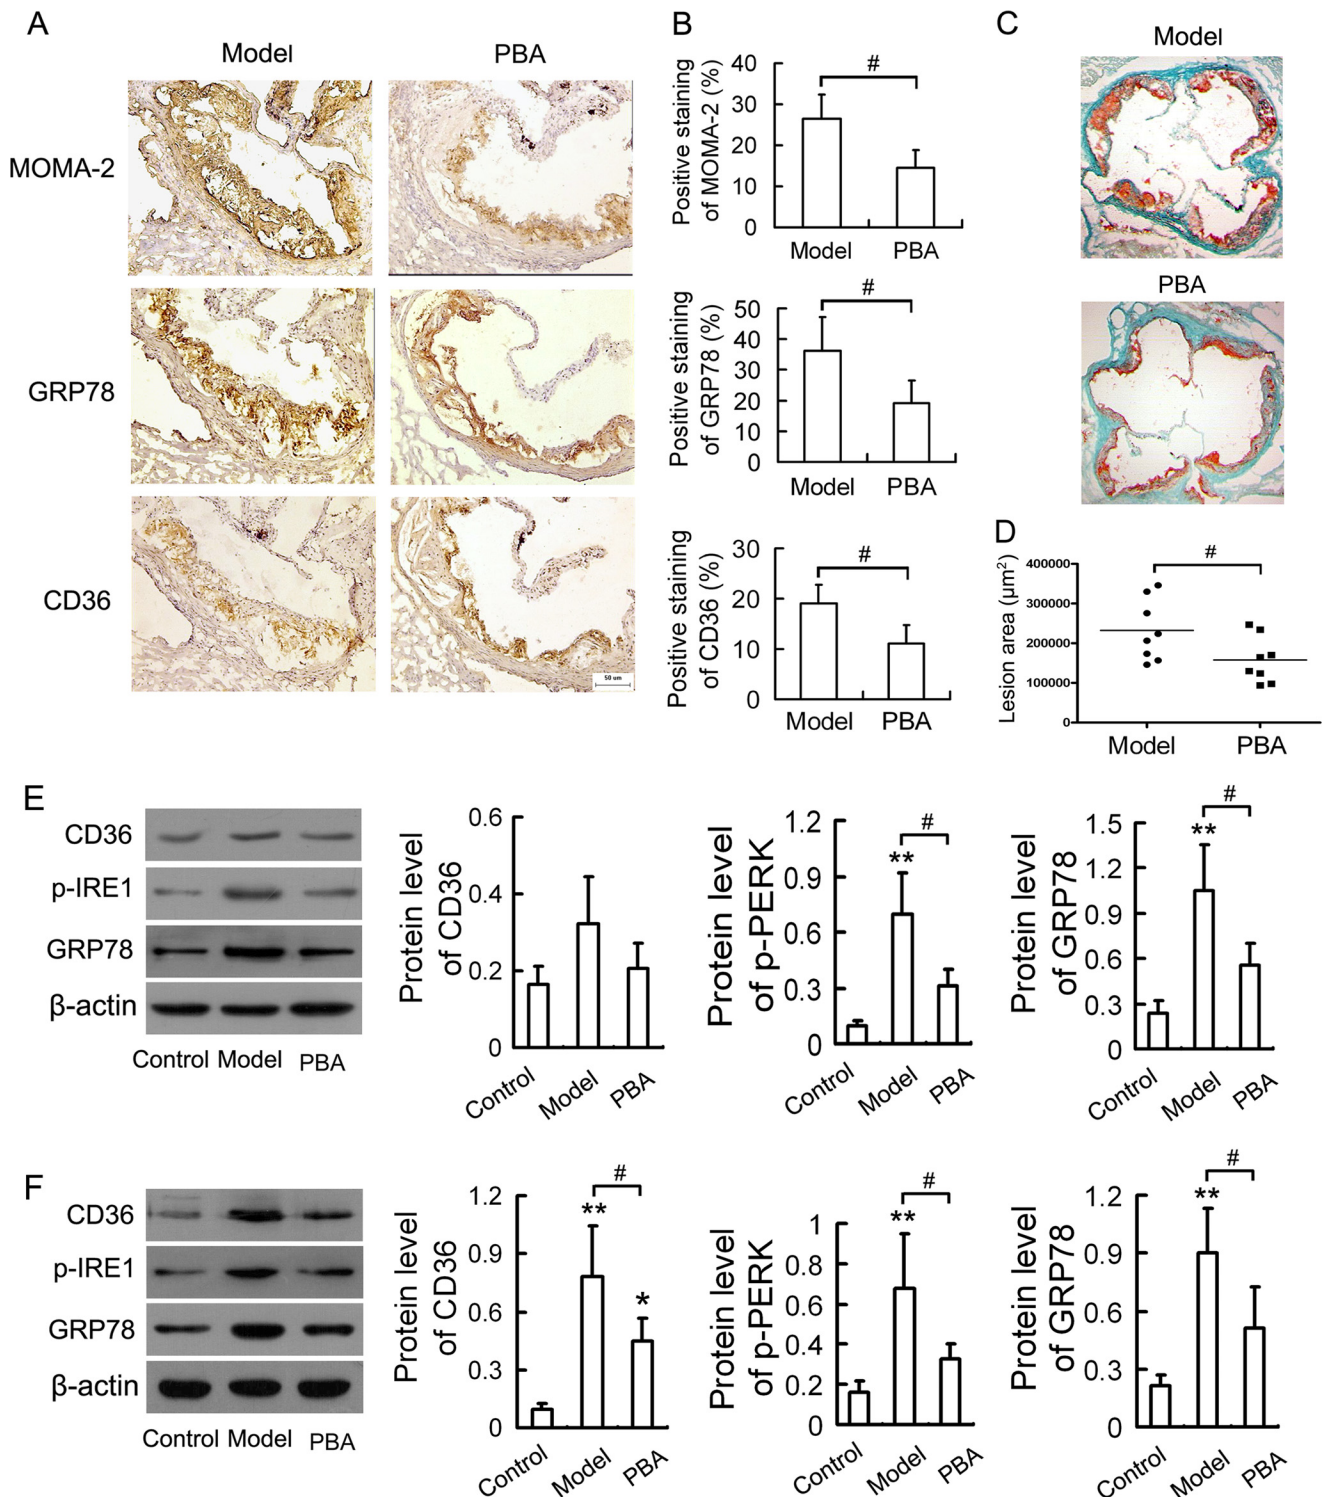 A
Model
PBA
MOMA-2
GRP78
CD36
50 um
B
Positive staining
of MOMA-2 (%)
40
30
20
10
0
#
Model
PBA
Positive staining
of GRP78 (%)
50
40
30
20
10
0
#
Model
PBA
Positive staining
of CD36 (%)
30
20
10
0
#
Model
PBA
C
Model
PBA
D
Lesion area (μm²)
400000
300000
200000
100000
0
#
Model
PBA
E
CD36
p-IRE1
GRP78
β-actin
Control Model PBA
Protein level
of CD36
0.6
0.4
0.2
0
Control
Model
PBA
Protein level
of p-PERK
1.2
0.9
0.6
0.3
0
**
#
Control
Model
PBA
Protein level
of GRP78
1.5
1.2
0.9
0.6
0.3
0
**
#
Control
Model
PBA
F
CD36
p-IRE1
GRP78
β-actin
Control Model PBA
Protein level
of CD36
1.2
0.9
0.6
0.3
0
**
#
*
Control
Model
PBA
Protein level
of p-PERK
1
0.8
0.6
0.4
0.2
0
**
#
Control
Model
PBA
Protein level
of GRP78
1.2
0.9
0.6
0.3
0
**
#
Control
Model
PBA